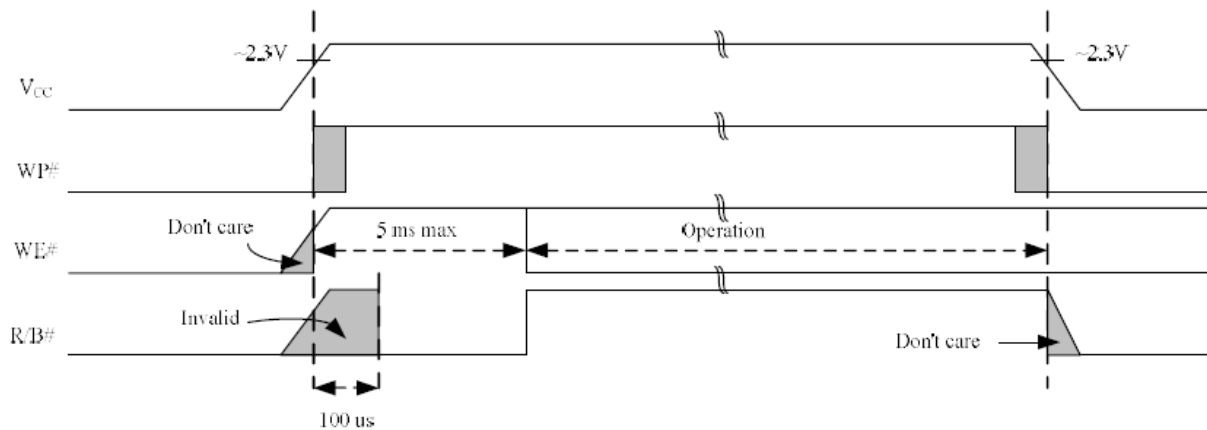 ~2.3V
~2.3V
VCC
WP#
Don't care
5 ms max
Operation
WE#
Invalid
R/B#
Don't care
100 us